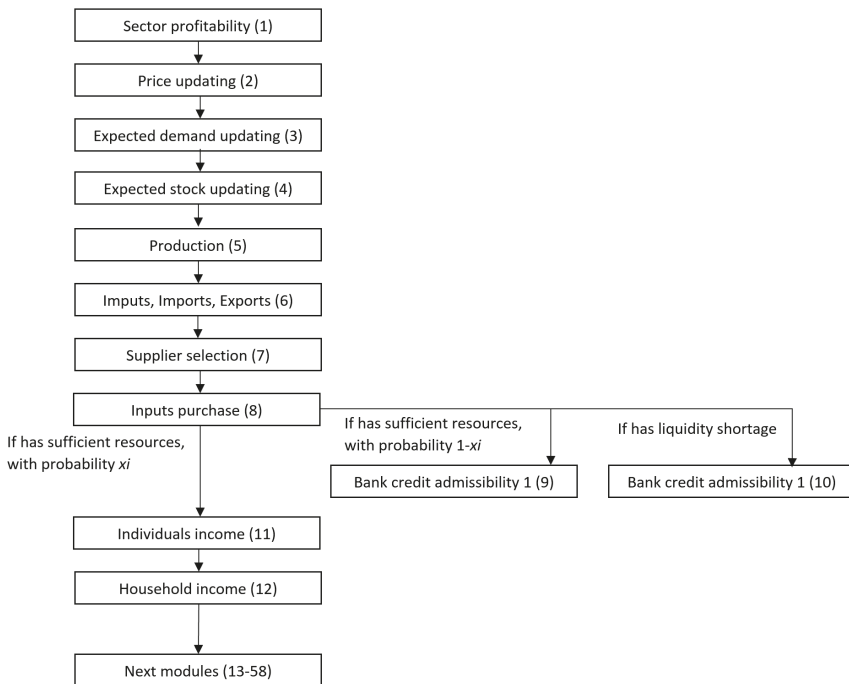 Sector profitability (1)
Price updating (2)
Expected demand updating (3)
Expected stock updating (4)
Production (5)
Imputs, Imports, Exports (6)
Supplier selection (7)
Inputs purchase (8)
If has sufficient resources,
with probability xi
If has sufficient resources,
with probability 1-xi
If has liquidity shortage
Bank credit admissibility 1 (9)
Bank credit admissibility 1 (10)
Individuals income (11)
Household income (12)
Next modules (13-58)